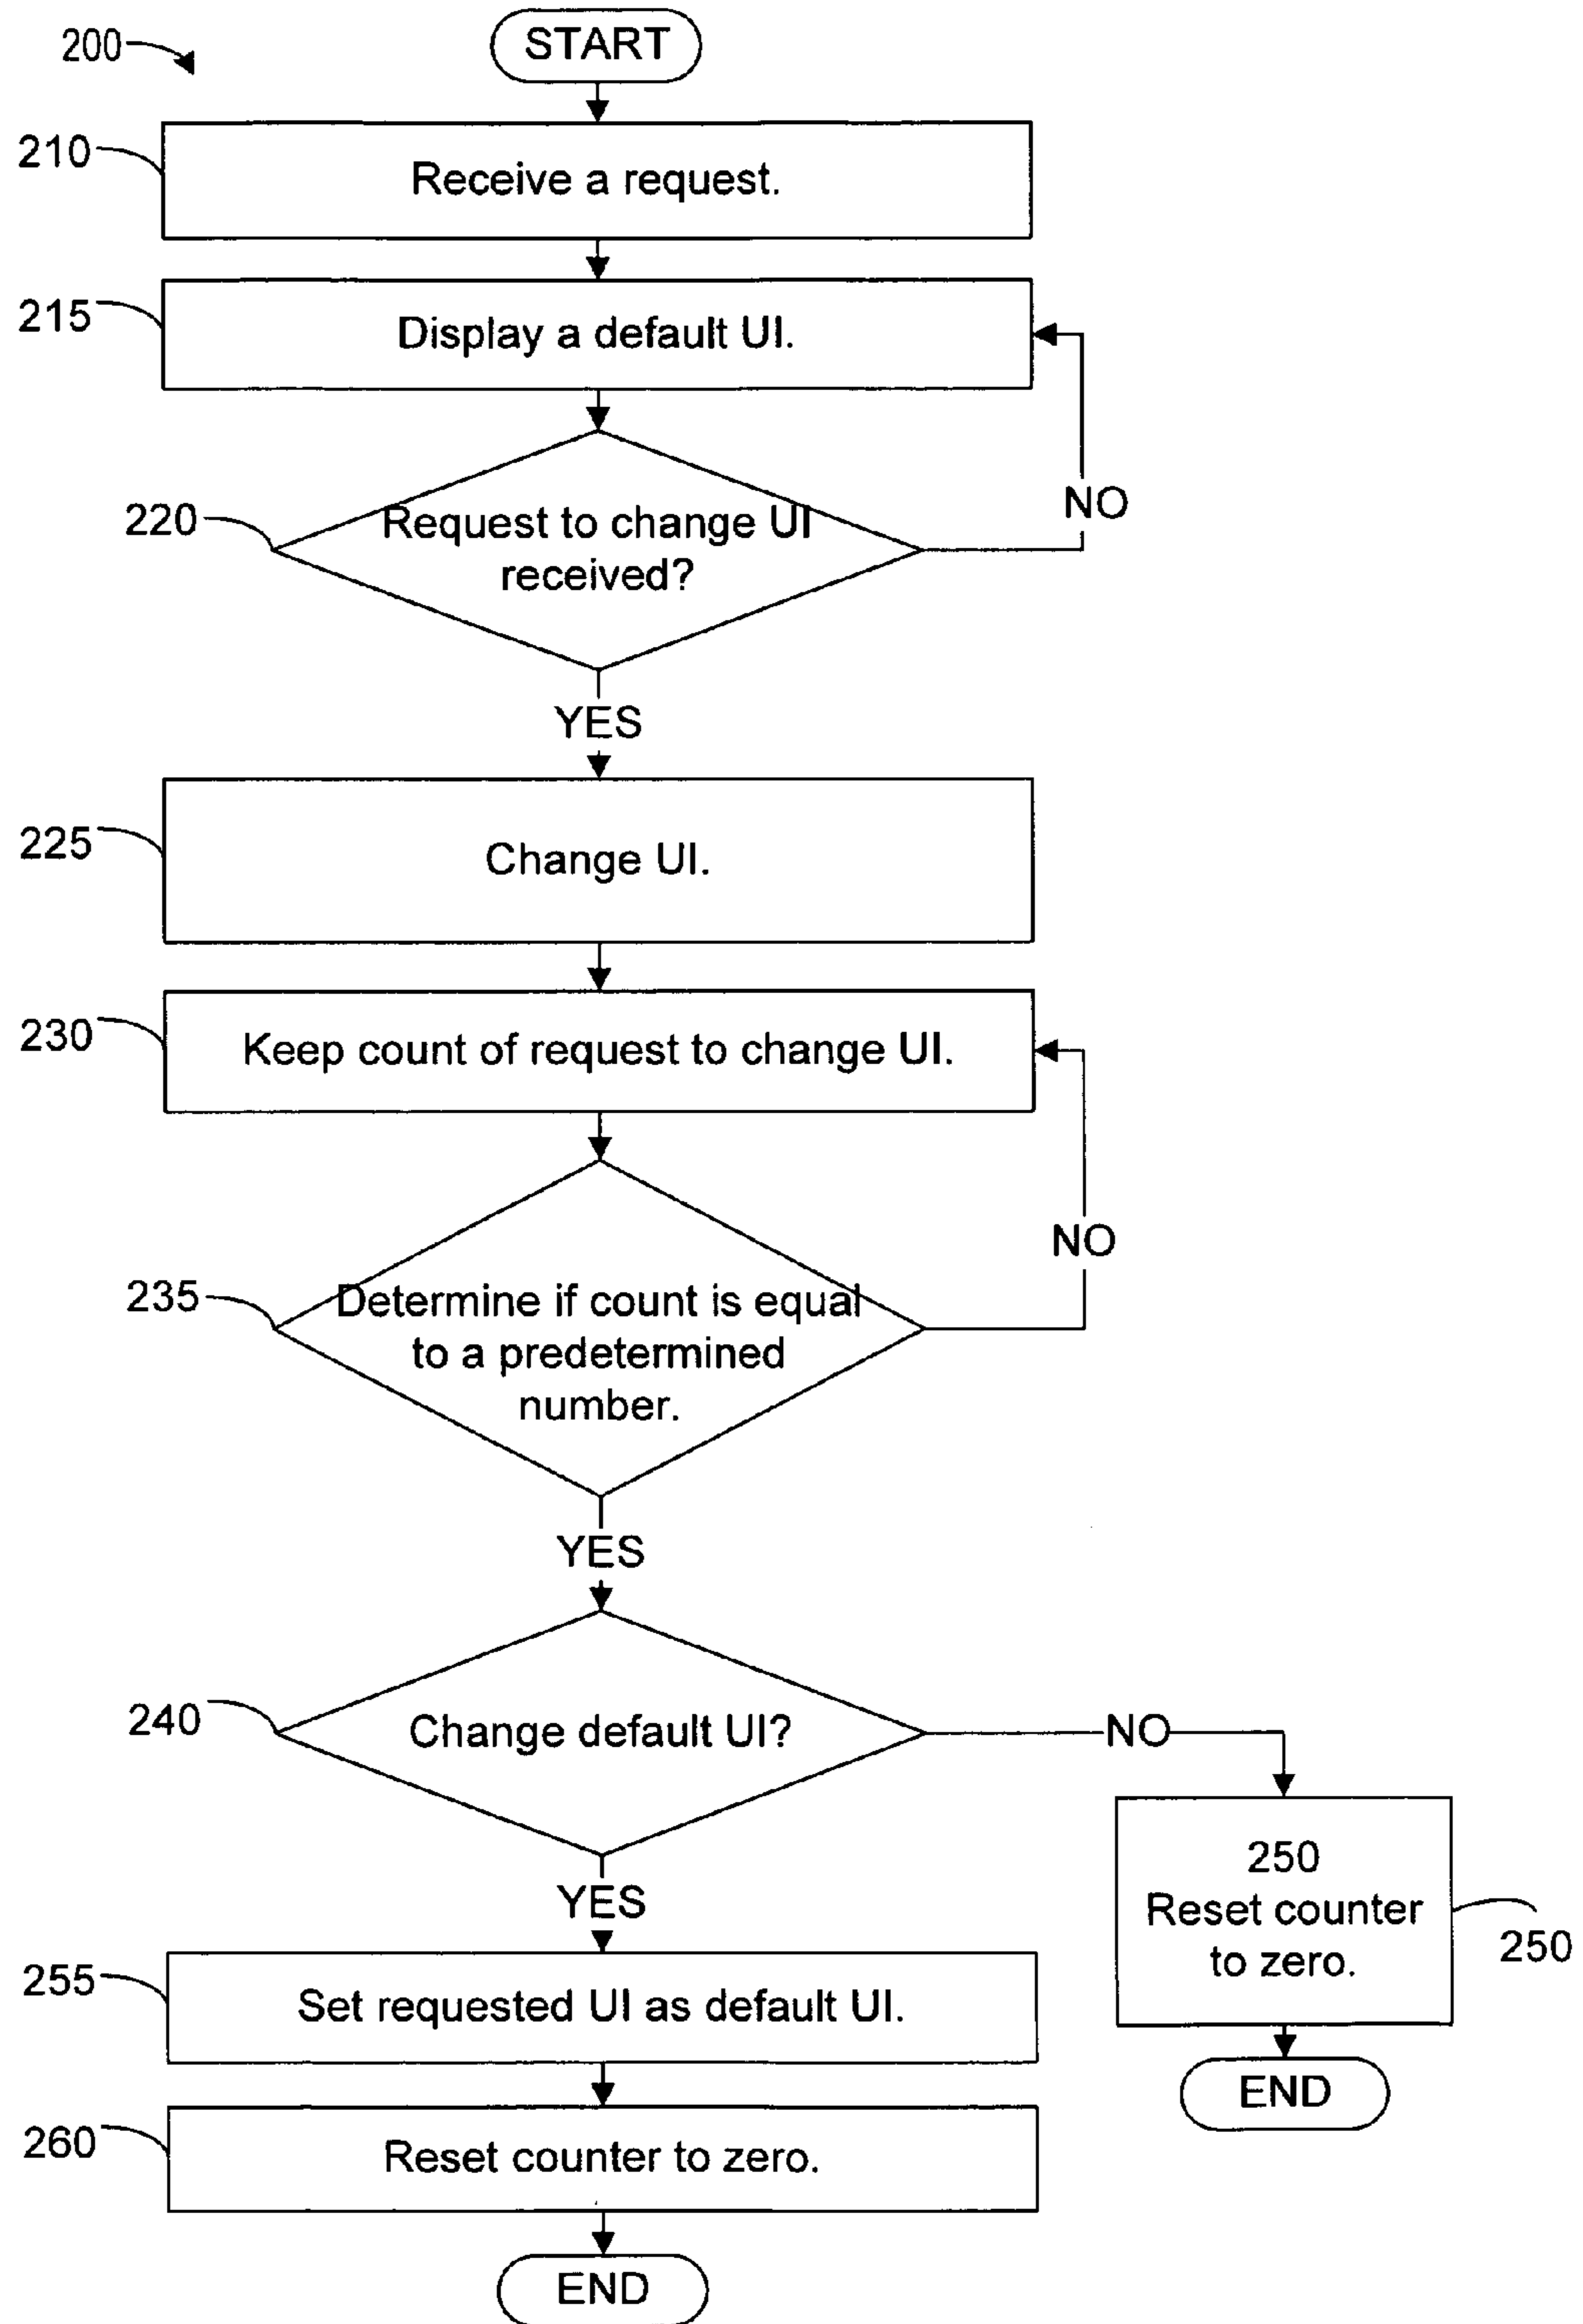 200
START
210
Receive a request.
215
Display a default UI.
220
Request to change UI
received?
NO
YES
225
Change UI.
230
Keep count of request to change UI.
235
Determine if count is equal
to a predetermined
number.
NO
YES
240
Change default UI?
NO
250
Reset counter
to zero.
250
END
YES
255
Set requested UI as default UI.
260
Reset counter to zero.
END